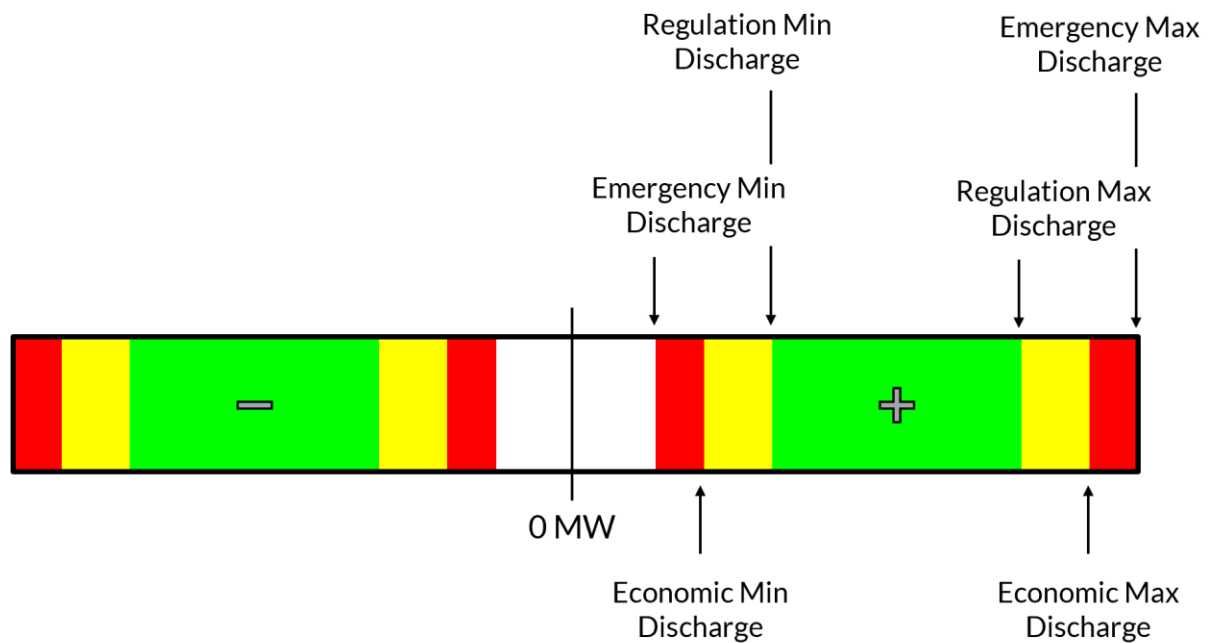 Regulation Min
Discharge
Emergency Max
Discharge
Emergency Min
Discharge
Regulation Max
Discharge
−
+
0 MW
Economic Min
Discharge
Economic Max
Discharge